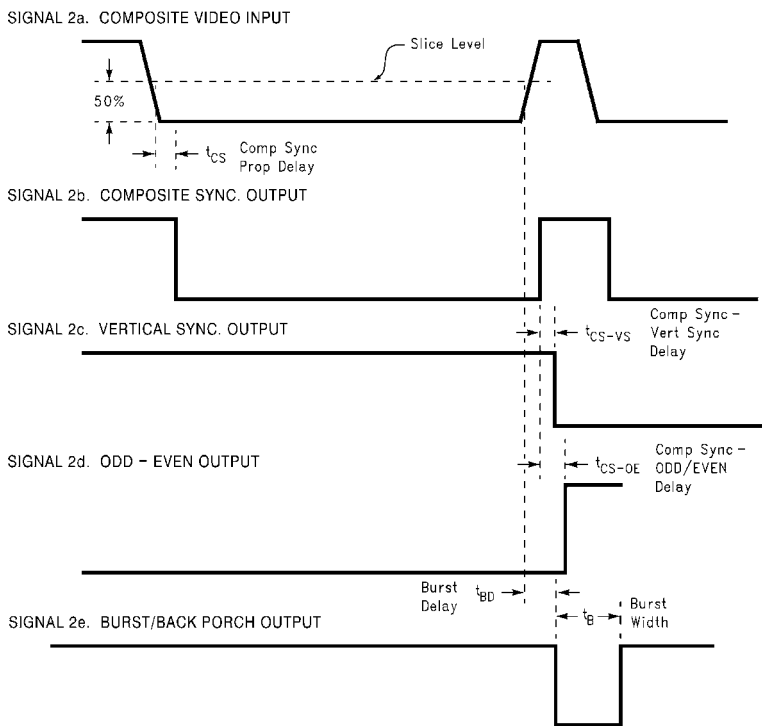 SIGNAL 2a. COMPOSITE VIDEO INPUT
Slice Level
50%
tCS Comp Sync
Prop Delay
SIGNAL 2b. COMPOSITE SYNC. OUTPUT
SIGNAL 2c. VERTICAL SYNC. OUTPUT
tCS-VS
Comp Sync –
Vert Sync
Delay
SIGNAL 2d. ODD – EVEN OUTPUT
tCS-OE
Comp Sync –
ODD/EVEN
Delay
Burst
Delay
tBD
SIGNAL 2e. BURST/BACK PORCH OUTPUT
tB
Burst
Width